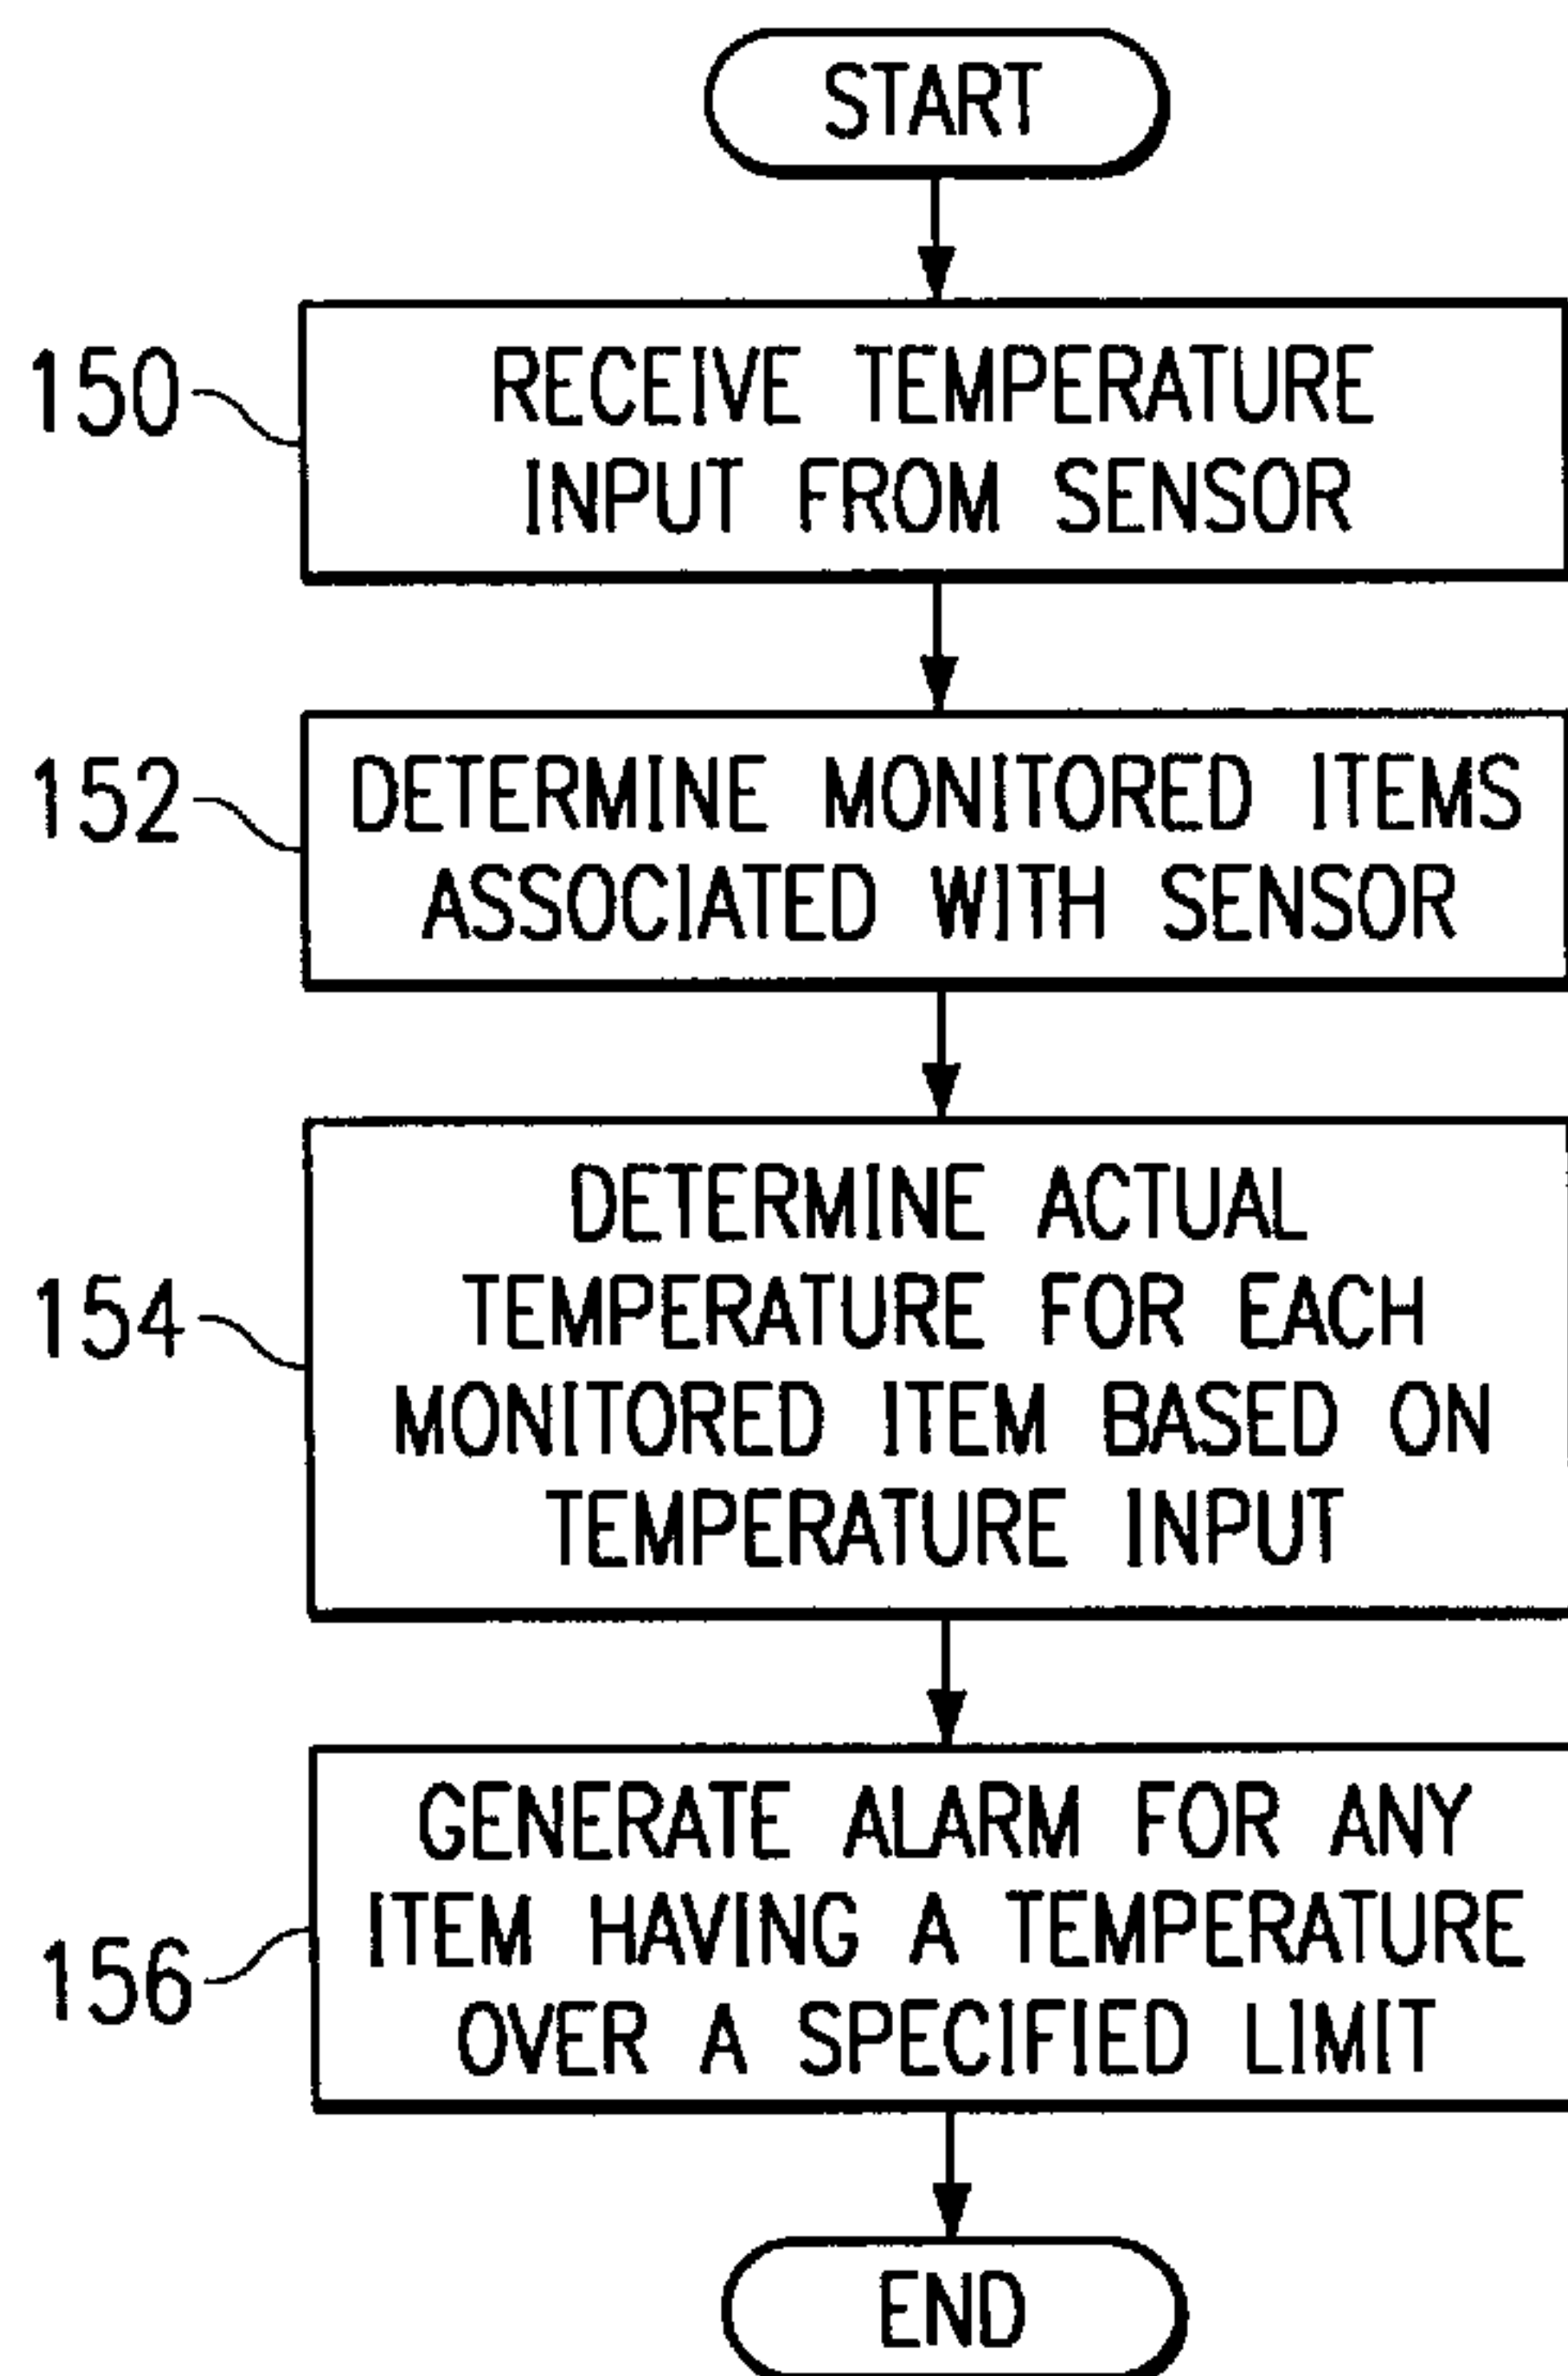 START
150
RECEIVE TEMPERATURE
INPUT FROM SENSOR
152
DETERMINE MONITORED ITEMS
ASSOCIATED WITH SENSOR
154
DETERMINE ACTUAL
TEMPERATURE FOR EACH
MONITORED ITEM BASED ON
TEMPERATURE INPUT
156
GENERATE ALARM FOR ANY
ITEM HAVING A TEMPERATURE
OVER A SPECIFIED LIMIT
END